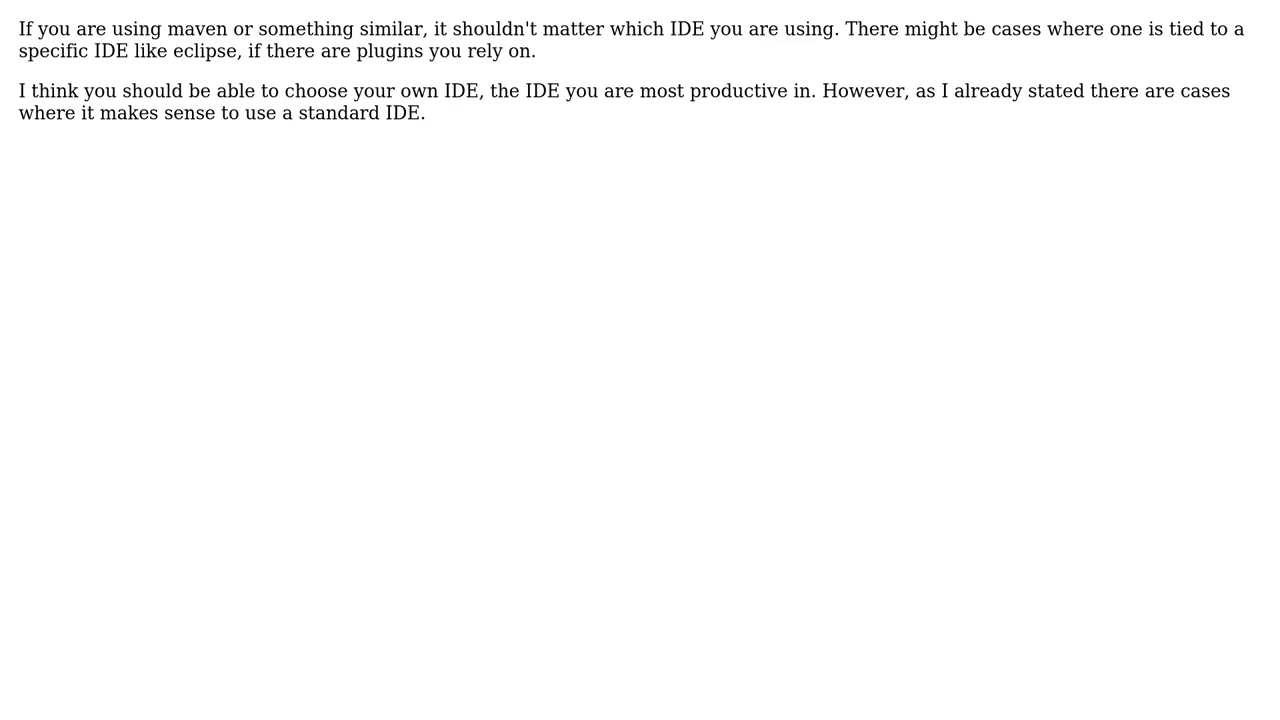 If you are using maven or something similar, it shouldn't matter which IDE you are using. There might be cases where one is tied to a
specific IDE like eclipse, if there are plugins you rely on.
I think you should be able to choose your own IDE, the IDE you are most productive in. However, as I already stated there are cases
where it makes sense to use a standard IDE.